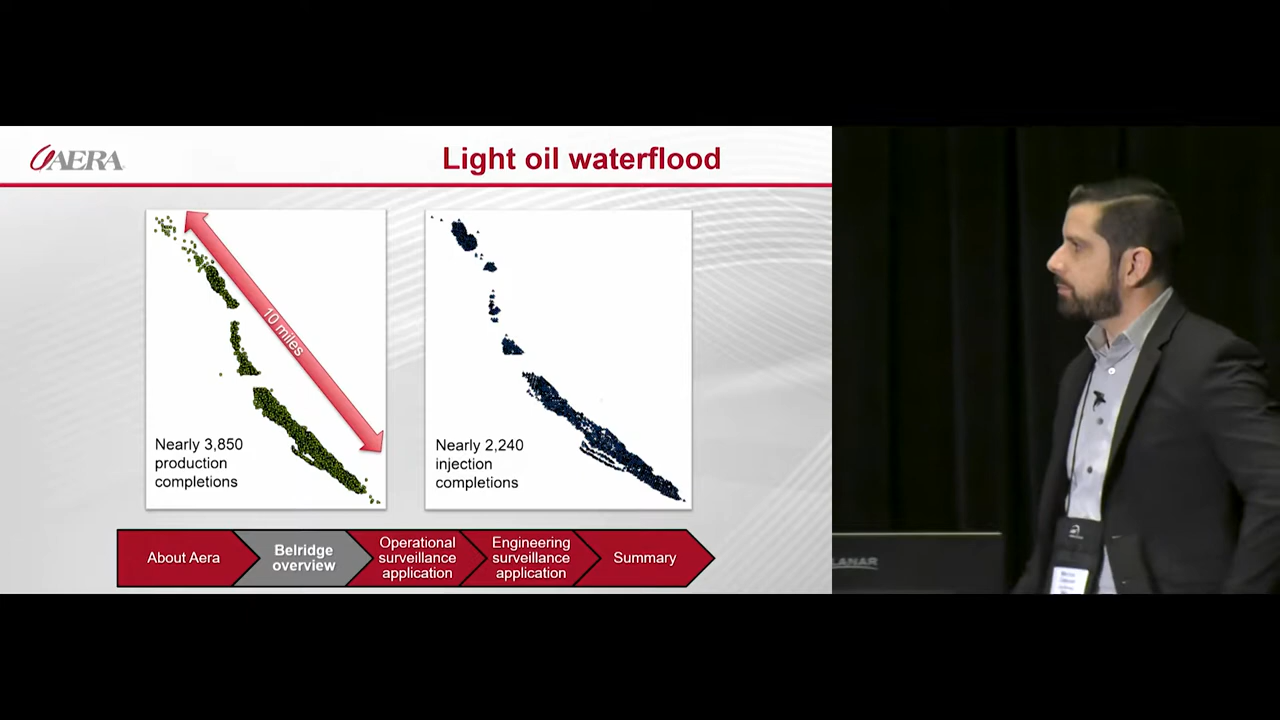 AERA
Light oil waterflood
10 miles
Nearly 3,850
production
completions
Nearly 2,240
injection
completions
About Aera
Belridge
overview
Operational
surveillance
application
Engineering
surveillance
application
Summary